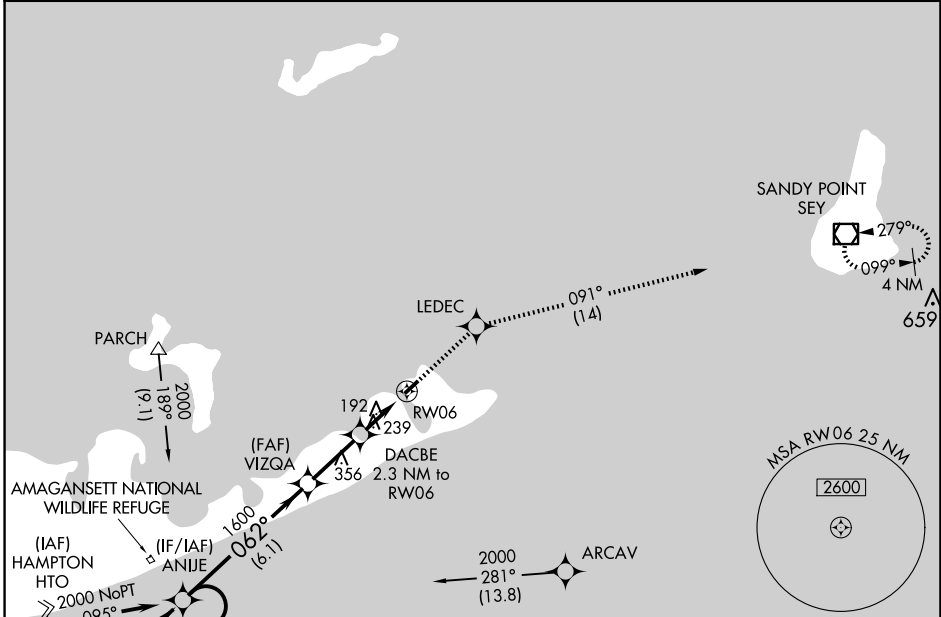 SANDY POINT
SEY
279°
099°
4 NM
659
LEDEC
091°
(14)
PARCH
2000
189°
(9.1)
192
239
RW06
(FAF)
VIZQA
356
DACBE
2.3 NM to
RW06
MSA RW06 25 NM
2600
AMAGANSETT NATIONAL
WILDLIFE REFUGE
1600
062°
(6.1)
(IAF)
HAMPTON
HTO
(IF/IAF)
ANIJE
2000 NoPT
095°
2000
281°
(13.8)
ARCAV